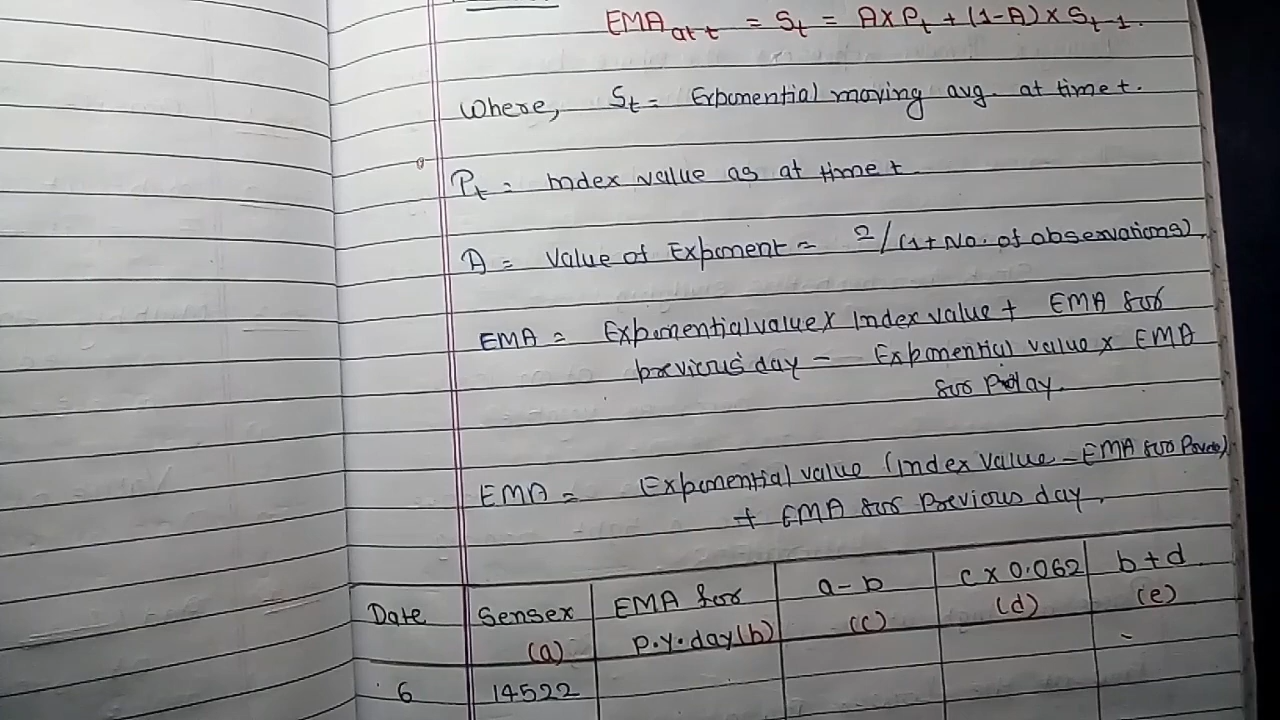 EMA at t = St = A × Pt + (1-A) × St-1.
Where, St = Exponential moving avg. at time t.
Pt = Index value as at time t.
A = Value of Exponent = 2/(1+No. of observations)
EMA = Exponential value × Index value + EMA for
previous day - Exponential value × EMA
for P.day.
EMA = Exponential value (Index value - EMA for
+ EMA for Previous day.
Date Sensex (a) EMA for p.y.day(b) a-b (c) c x 0.062 (d) b+d (e)
6 14522